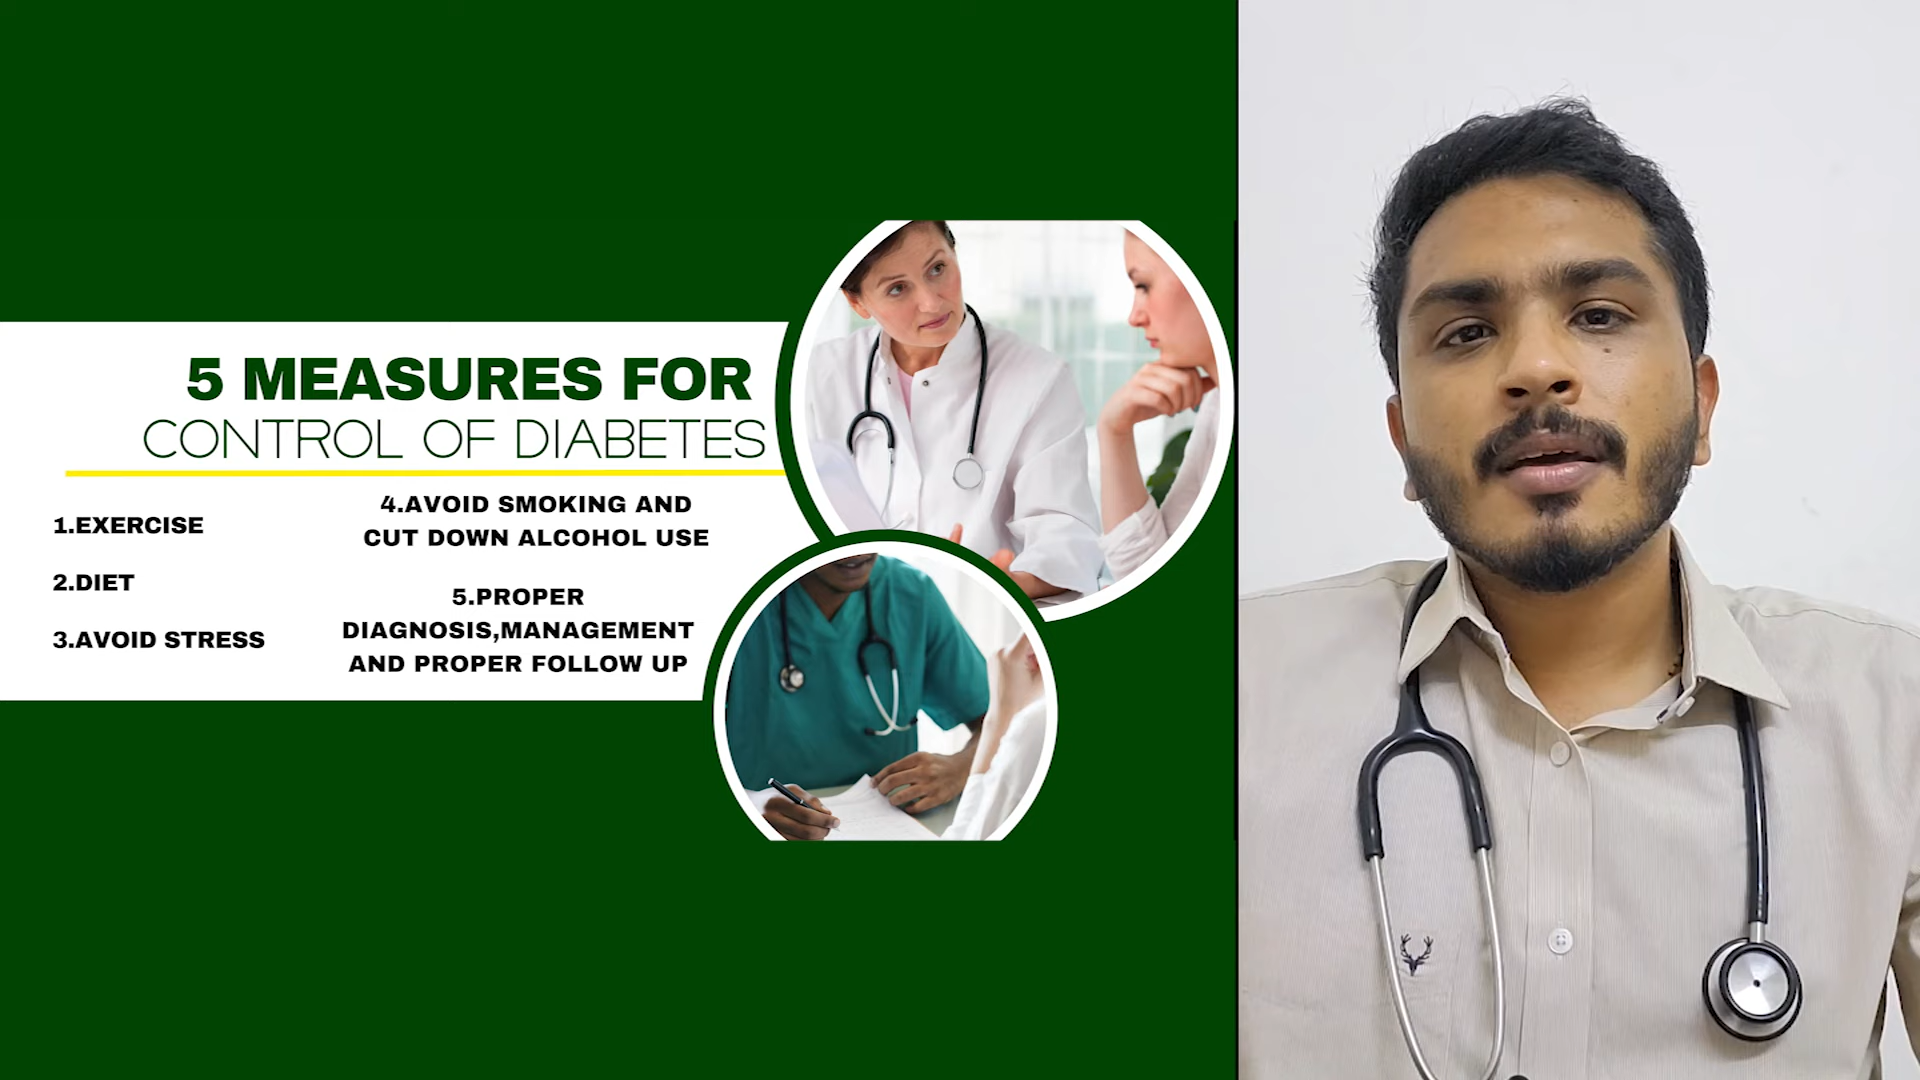 5 MEASURES FOR
CONTROL OF DIABETES
1.EXERCISE
2.DIET
3.AVOID STRESS
4.AVOID SMOKING AND
CUT DOWN ALCOHOL USE
5.PROPER
DIAGNOSIS,MANAGEMENT
AND PROPER FOLLOW UP